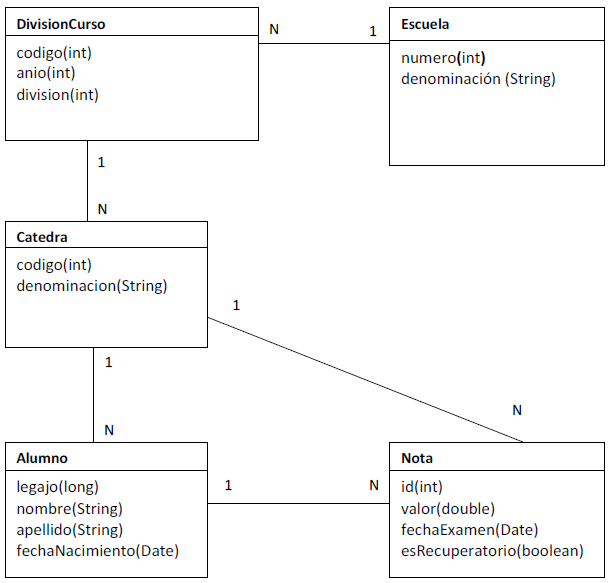 DivisionCurso
codigo(int)
anio(int)
division(int)
N
1
Escuela
numero(int)
denominación (String)
1
N
Catedra
codigo(int)
denominacion(String)
1
N
1
N
Alumno
legajo(long)
nombre(String)
apellido(String)
fechaNacimiento(Date)
1
N
Nota
id(int)
valor(double)
fechaExamen(Date)
esRecuperatorio(boolean)